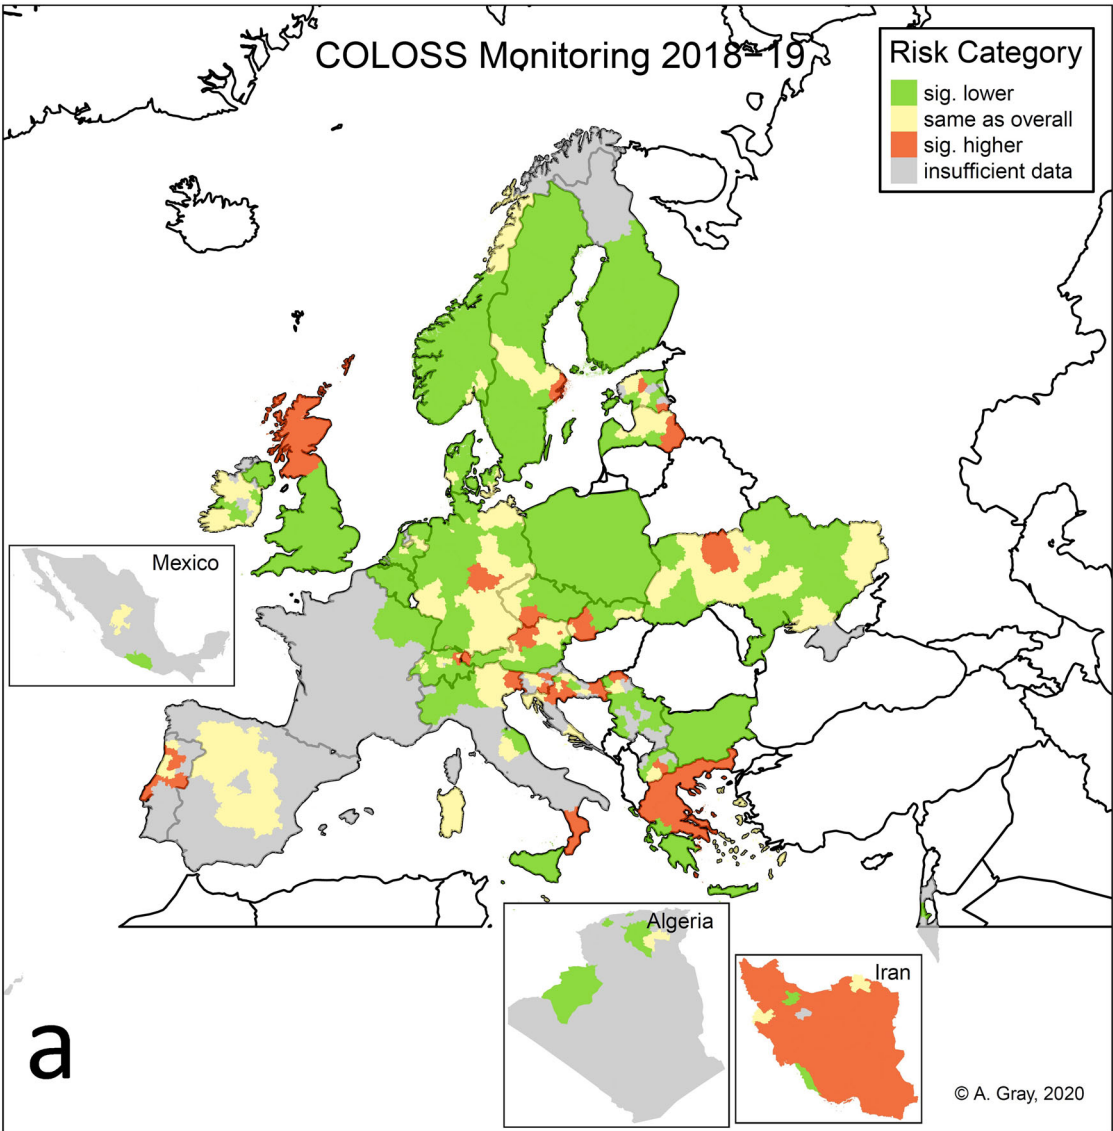 COLOSS Monitoring 2018–19
Risk Category
sig. lower
same as overall
sig. higher
insufficient data
Mexico
Algeria
Iran
a
© A. Gray, 2020